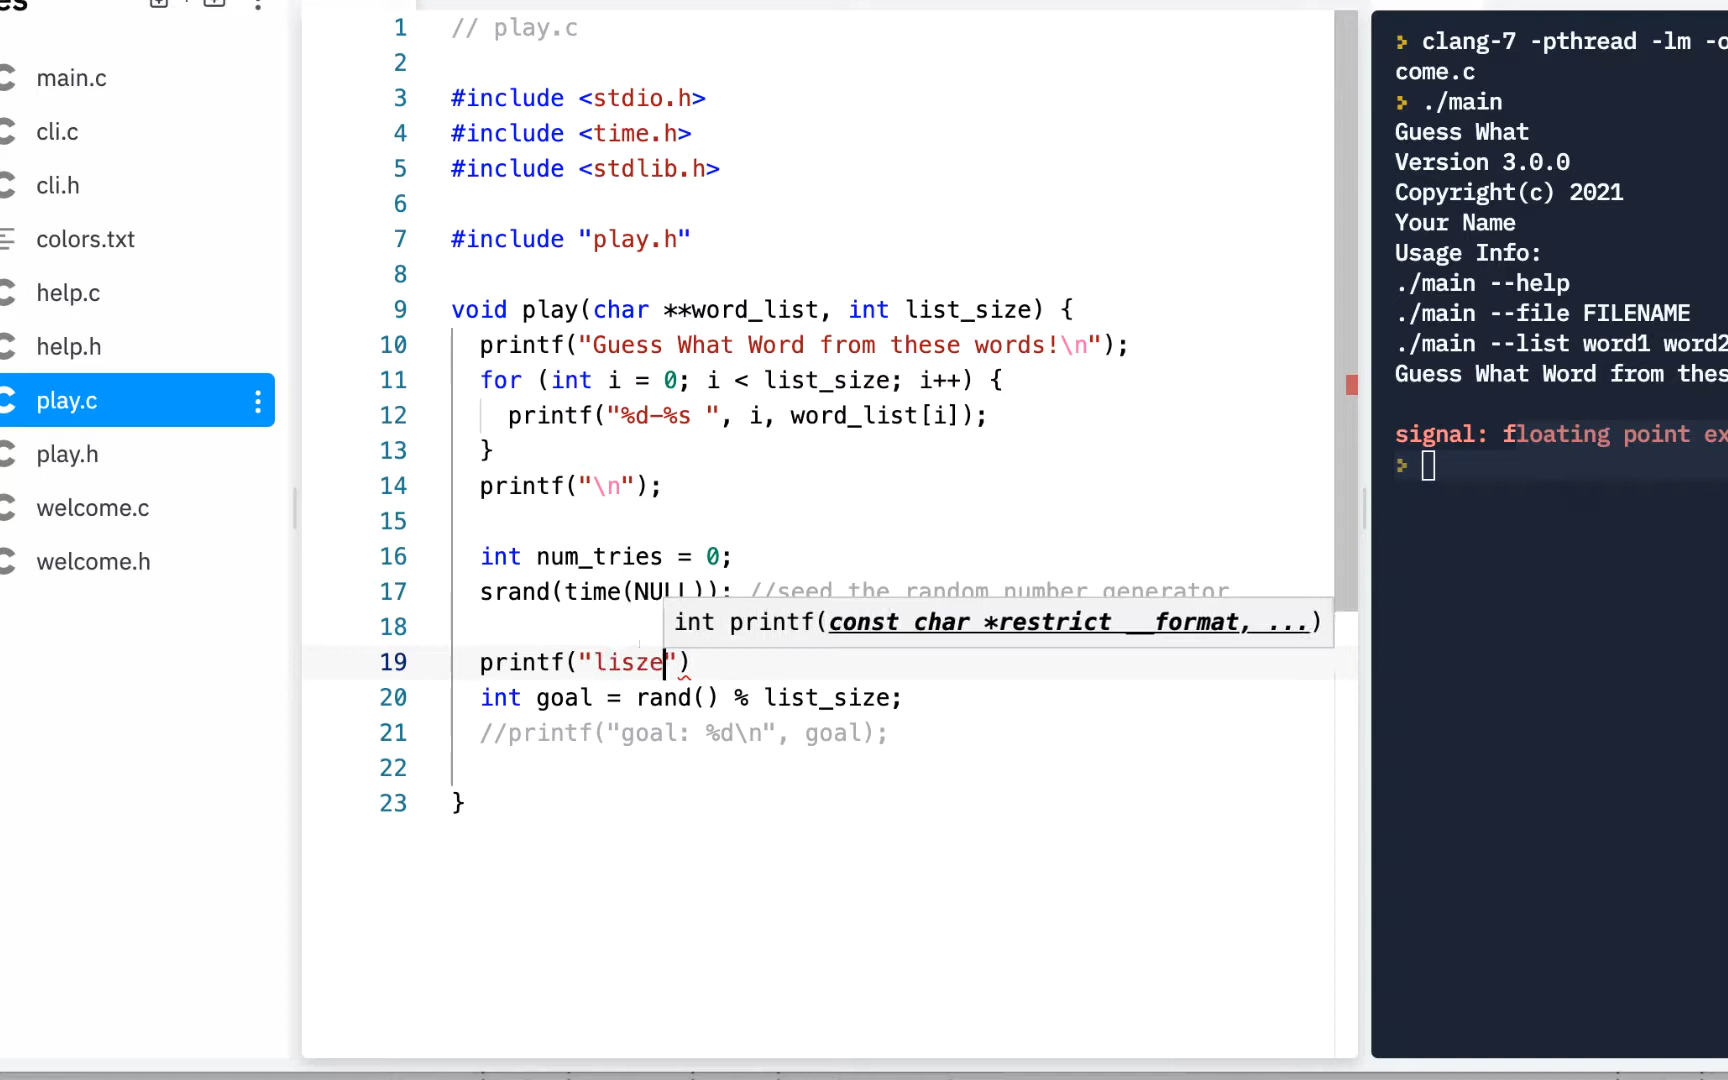 es
main.c
cli.c
cli.h
colors.txt
help.c
help.h
play.c
play.h
welcome.c
welcome.h
1 // play.c
2
3 #include <stdio.h>
4 #include <time.h>
5 #include <stdlib.h>
6
7 #include "play.h"
8
9 void play(char **word_list, int list_size) {
10 printf("Guess What Word from these words!\n");
11 for (int i = 0; i < list_size; i++) {
12 printf("%d-%s ", i, word_list[i]);
13 }
14 printf("\n");
15
16 int num_tries = 0;
17 srand(time(NULL)); //seed the random number generator
18
int printf(const char *restrict __format, ...)
19 printf("lisze")
20 int goal = rand() % list_size;
21 //printf("goal: %d\n", goal);
22
23 }
> clang-7 -pthread -lm -o
come.c
> ./main
Guess What
Version 3.0.0
Copyright(c) 2021
Your Name
Usage Info:
./main --help
./main --file FILENAME
./main --list word1 word2
Guess What Word from thes
signal: floating point ex
>